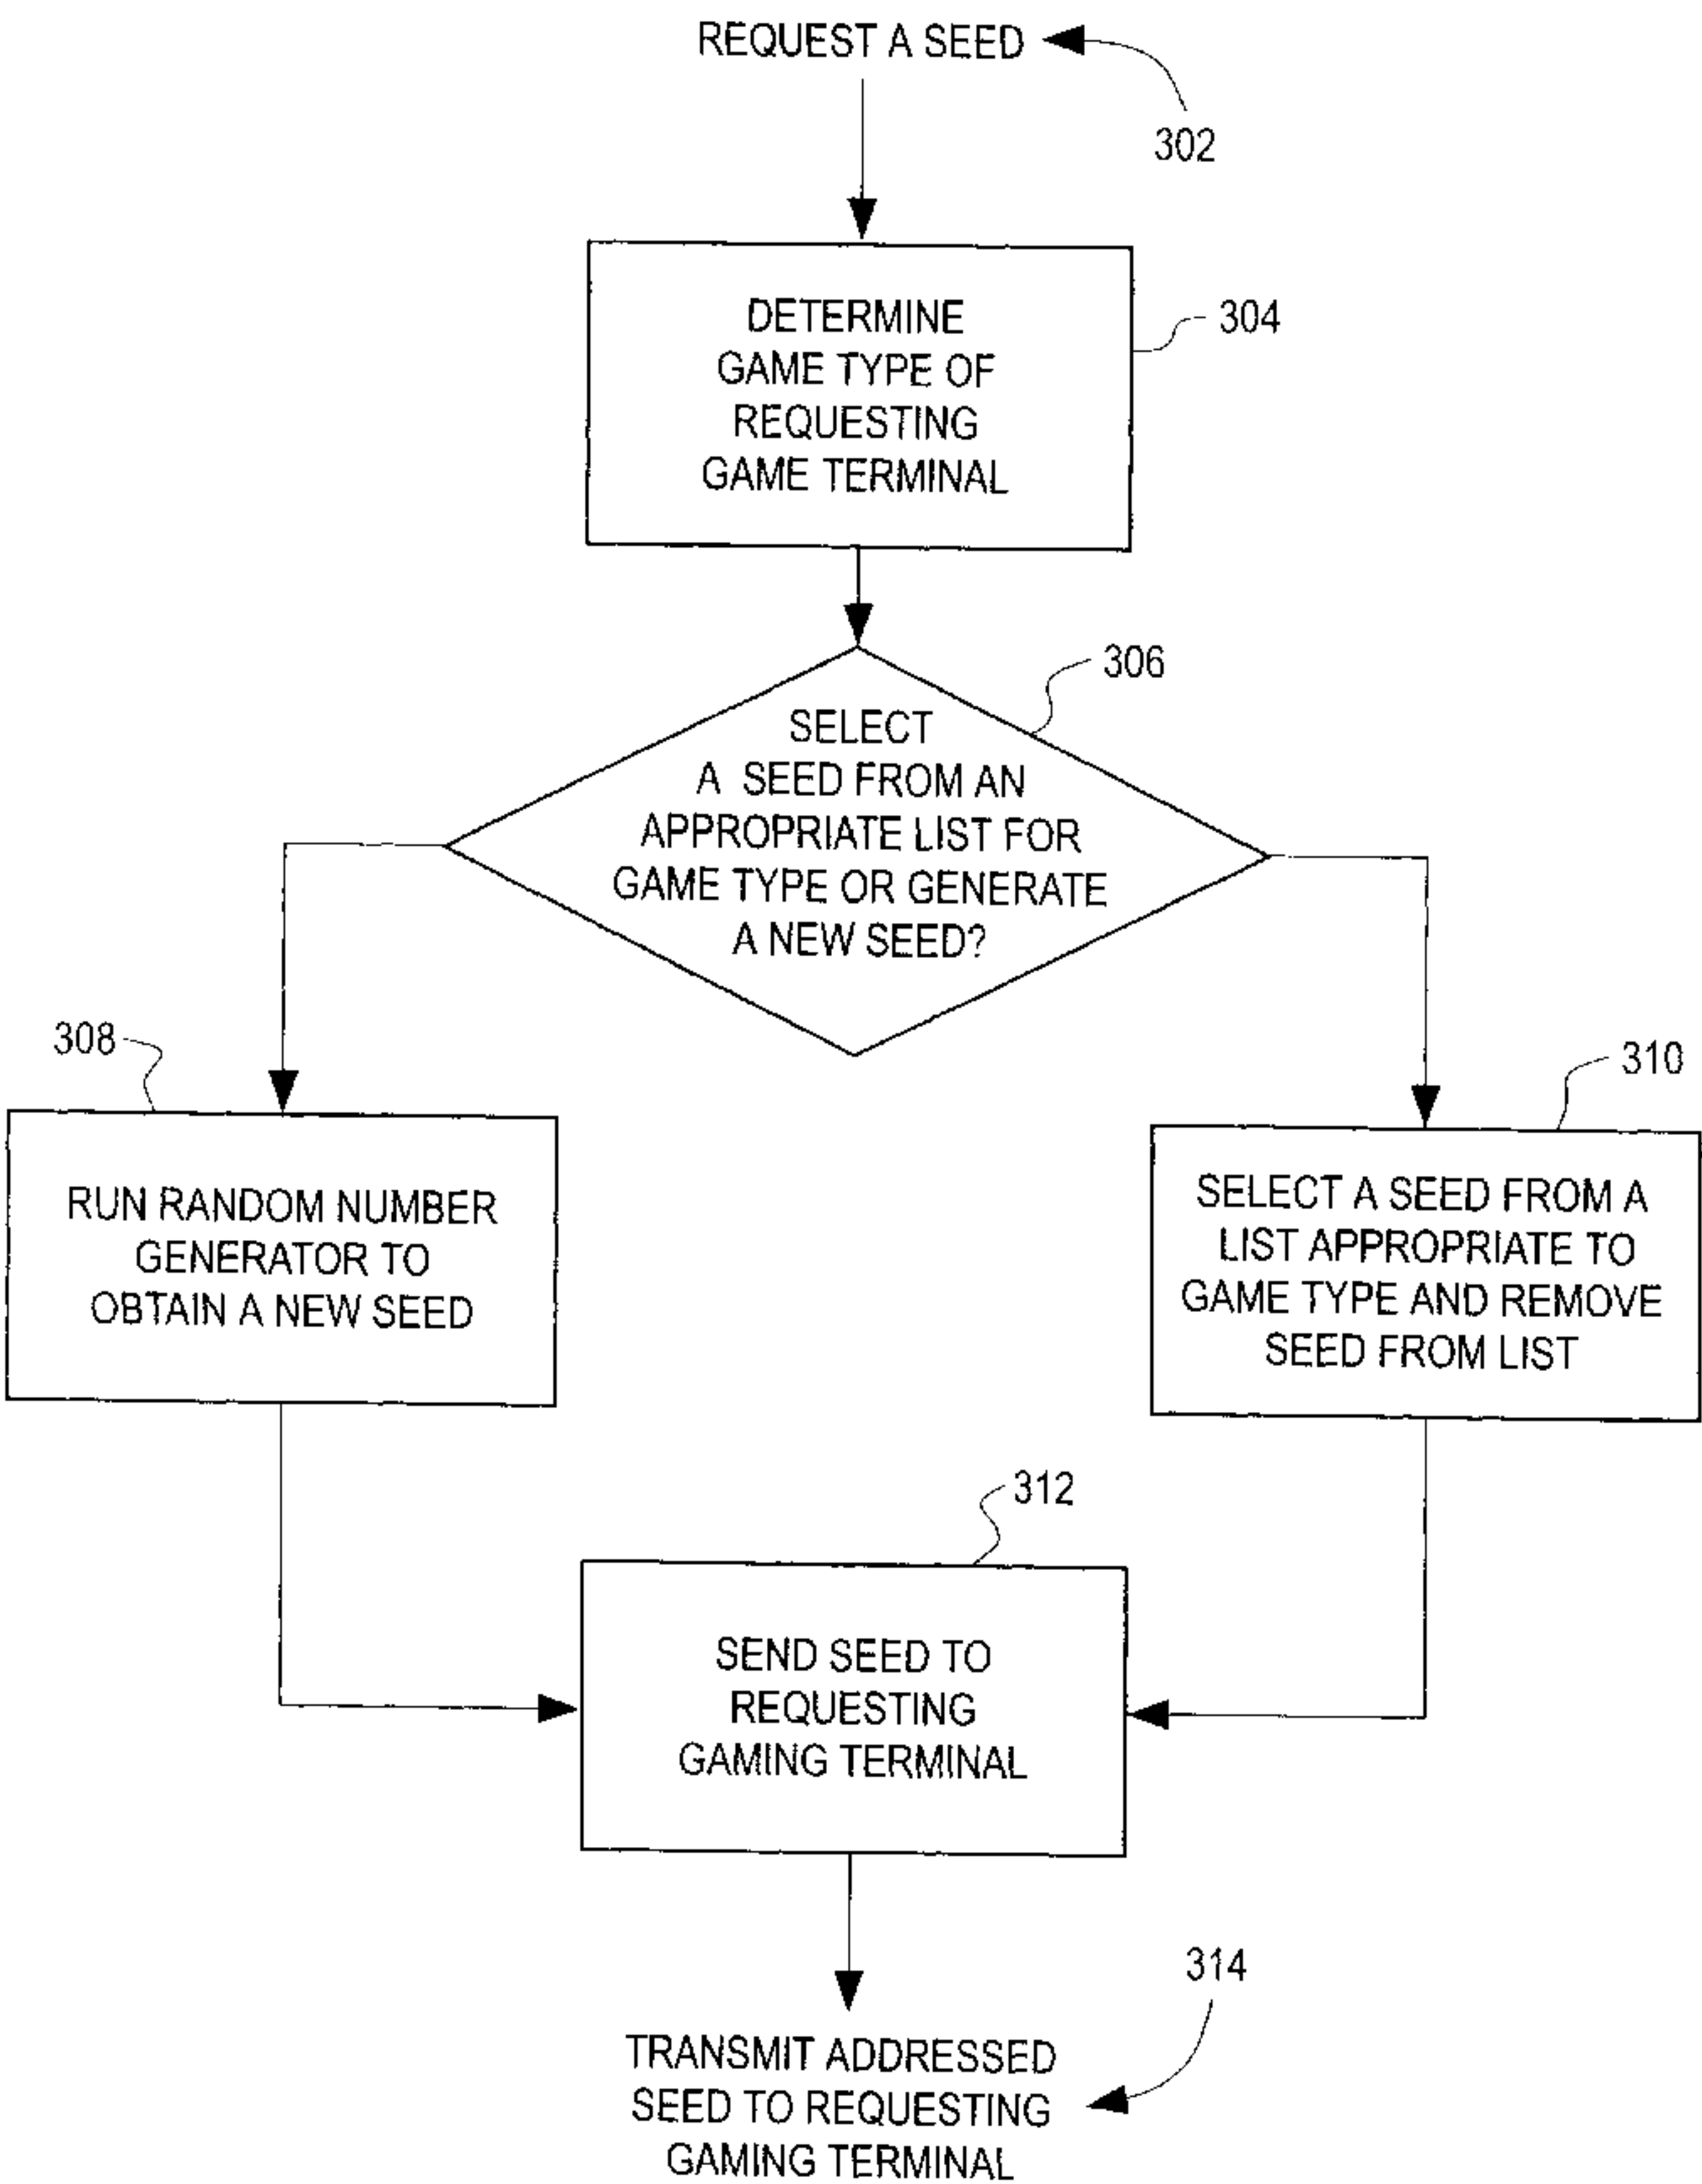 REQUEST A SEED
302
DETERMINE
GAME TYPE OF
REQUESTING
GAME TERMINAL
304
306
SELECT
A SEED FROM AN
APPROPRIATE LIST FOR
GAME TYPE OR GENERATE
A NEW SEED?
308
RUN RANDOM NUMBER
GENERATOR TO
OBTAIN A NEW SEED
310
SELECT A SEED FROM A
LIST APPROPRIATE TO
GAME TYPE AND REMOVE
SEED FROM LIST
312
SEND SEED TO
REQUESTING
GAMING TERMINAL
314
TRANSMIT ADDRESSED
SEED TO REQUESTING
GAMING TERMINAL